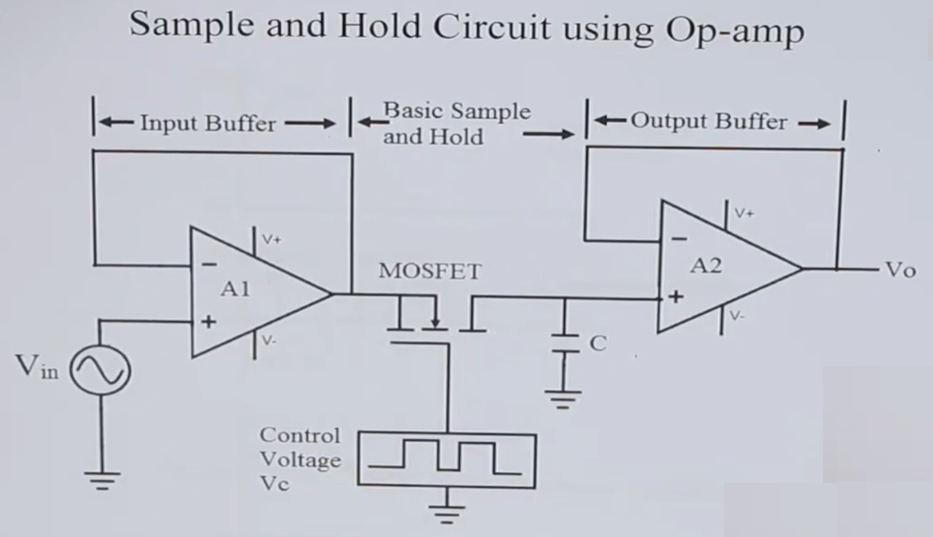 Sample and Hold Circuit using Op-amp
Input Buffer
Basic Sample
and Hold
Output Buffer
V+
−
A1
+
V-
MOSFET
V+
−
A2
+
V-
Vo
C
Vin
Control
Voltage
Vc